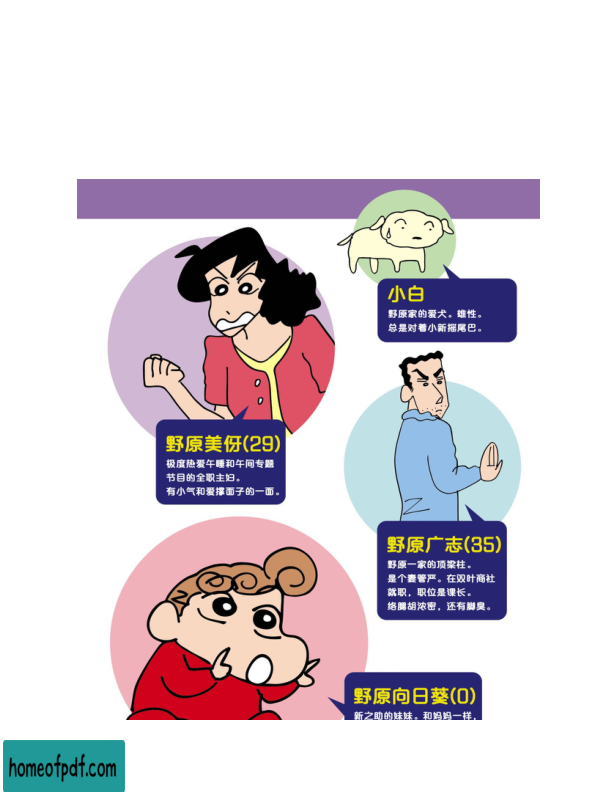 小白
野原家的爱犬。雄性。
总是对着小新摇尾巴。
野原美伢(29)
极度热爱午睡和午间专题
节目的全职主妇。
有小气和爱撑面子的一面。
野原广志(35)
野原一家的顶梁柱。
是个妻管严。在双叶商社
就职，职位是课长。
络腮胡浓密，还有脚臭。
野原向日葵(0)
新之助的妹妹。和妈妈一样，
homeofpdf.com